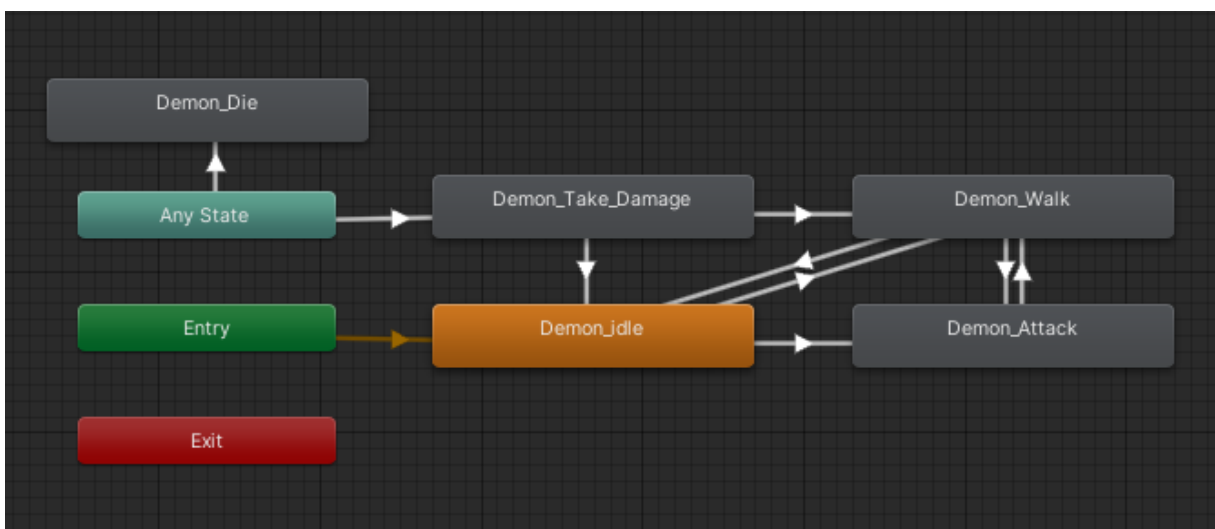 Demon_Die
Any State
Demon_Take_Damage
Demon_Walk
Entry
Demon_idle
Demon_Attack
Exit